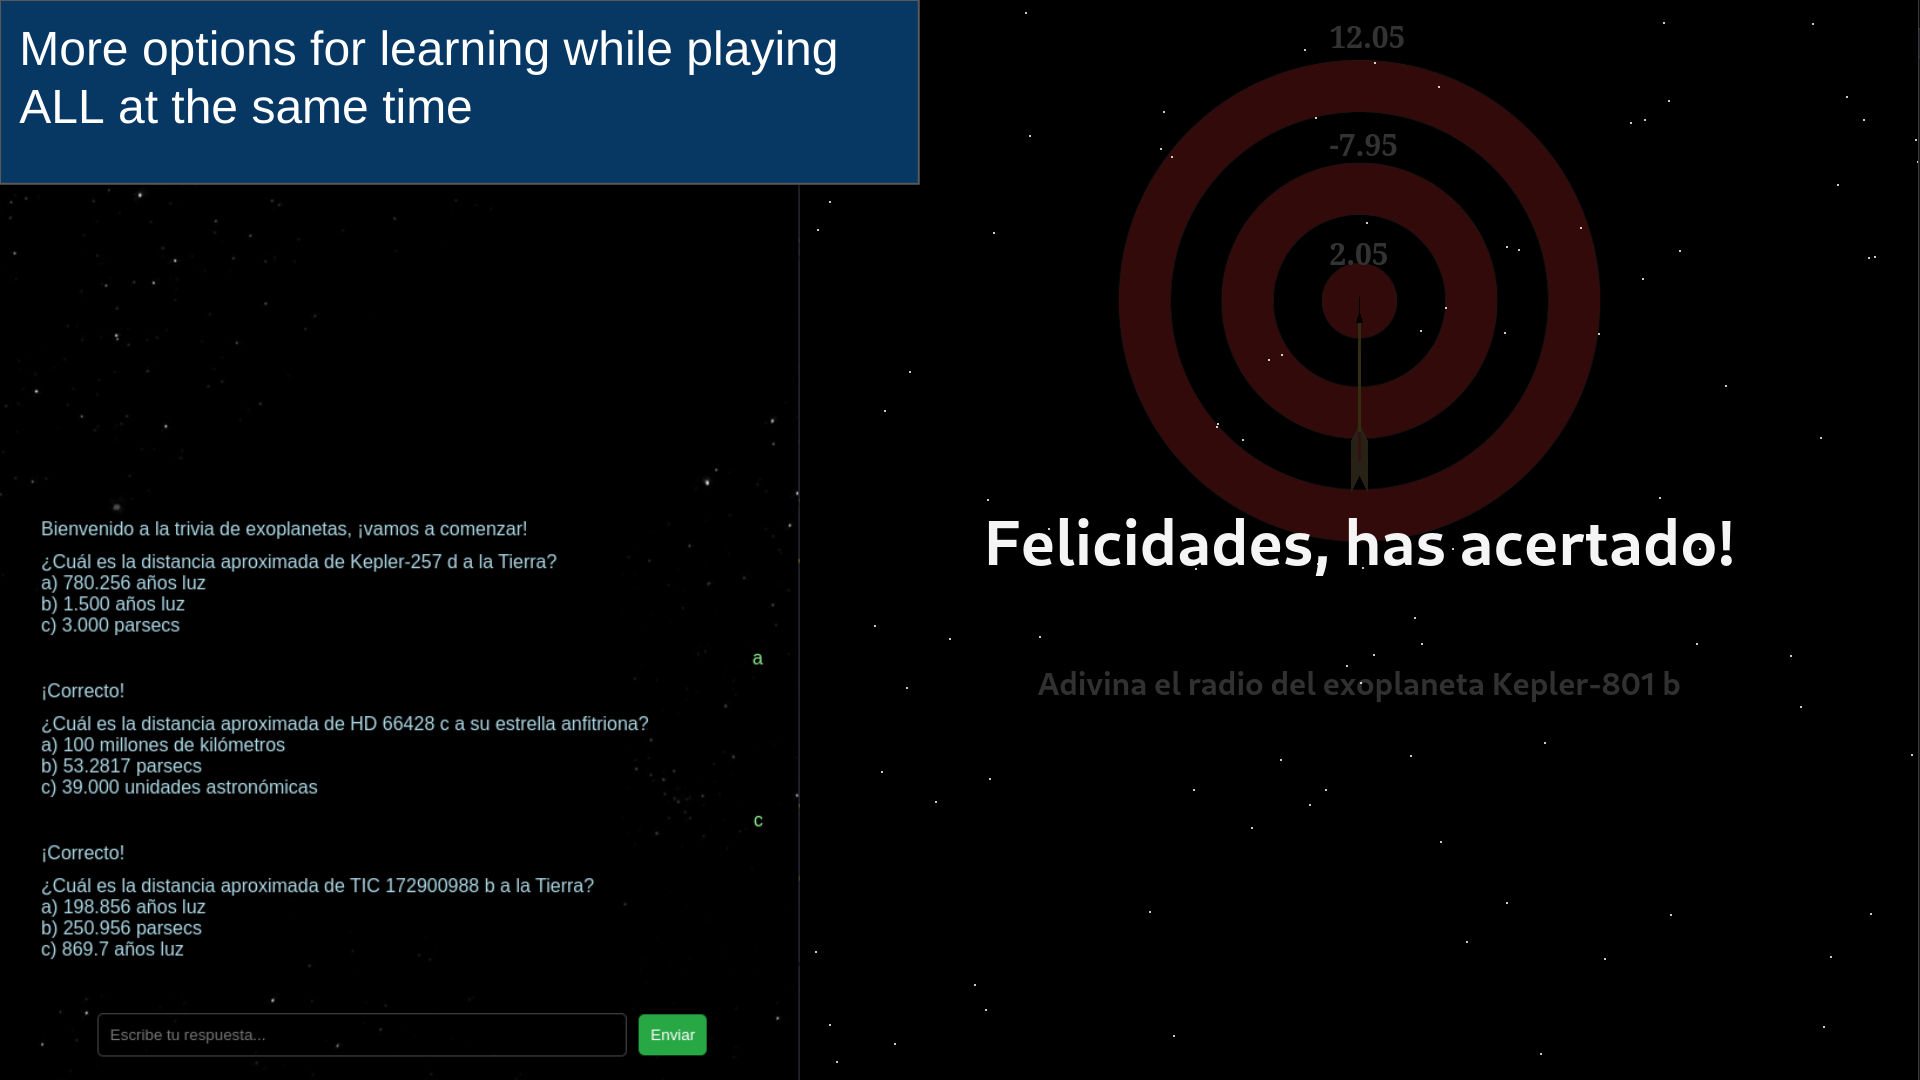 More options for learning while playing
ALL at the same time
Bienvenido a la trivia de exoplanetas, ¡vamos a comenzar!
¿Cuál es la distancia aproximada de Kepler-257 d a la Tierra?
a) 780.256 años luz
b) 1.500 años luz
c) 3.000 parsecs
a
¡Correcto!
¿Cuál es la distancia aproximada de HD 66428 c a su estrella anfitriona?
a) 100 millones de kilómetros
b) 53.2817 parsecs
c) 39.000 unidades astronómicas
c
¡Correcto!
¿Cuál es la distancia aproximada de TIC 172900988 b a la Tierra?
a) 198.856 años luz
b) 250.956 parsecs
c) 869.7 años luz
Escribe tu respuesta...
Enviar
12.05
-7.95
2.05
Felicidades, has acertado!
Adivina el radio del exoplaneta Kepler-801 b